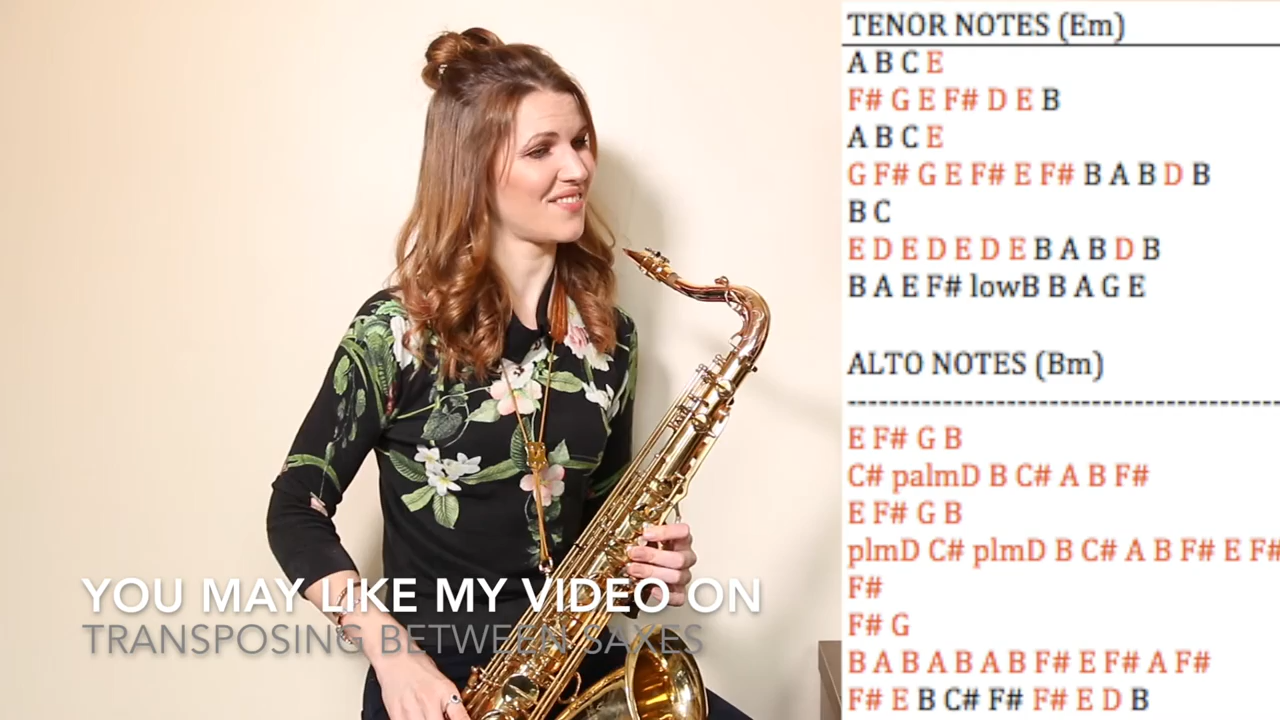 TENOR NOTES (Em)
A B C E
F# G E F# D E B
A B C E
G F# G E F# E F# B A B D B
B C
E D E D E D E B A B D B
B A E F# lowB B A G E
ALTO NOTES (Bm)
------------------------------------------
E F# G B
C# palmD B C# A B F#
E F# G B
plmD C# plmD B C# A B F# E F#
F#
F# G
B A B A B A B F# E F# A F#
F# E B C# F# F# E D B
YOU MAY LIKE MY VIDEO ON
TRANSPOSING BETWEEN SAXES